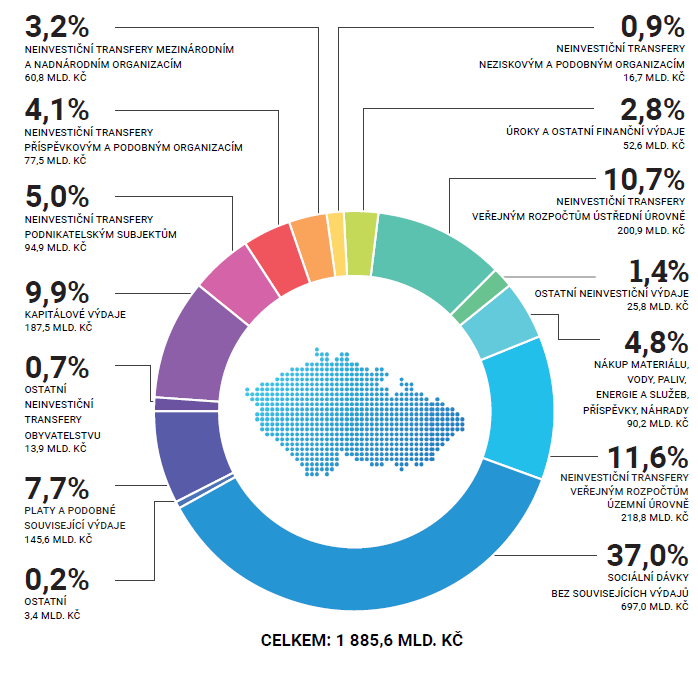 3,2%
NEINVESTIČNÍ TRANSFERY MEZINÁRODNÍM
A NADNÁRODNÍM ORGANIZACÍM
60,8 MLD. KČ
4,1%
NEINVESTIČNÍ TRANSFERY
PŘÍSPĚVKOVÝM A PODOBNÝM ORGANIZACÍM
77,5 MLD. KČ
5,0%
NEINVESTIČNÍ TRANSFERY
PODNIKATELSKÝM SUBJEKTŮM
94,9 MLD. KČ
9,9%
KAPITÁLOVÉ VÝDAJE
187,5 MLD. KČ
0,7%
OSTATNÍ
NEINVESTIČNÍ
TRANSFERY
OBYVATELSTVU
13,9 MLD. KČ
7,7%
PLATY A PODOBNÉ
SOUVISEJÍCÍ VÝDAJE
145,6 MLD. KČ
0,2%
OSTATNÍ
3,4 MLD. KČ
0,9%
NEINVESTIČNÍ TRANSFERY
NEZISKOVÝM A PODOBNÝM ORGANIZACÍM
16,7 MLD. KČ
2,8%
ÚROKY A OSTATNÍ FINANČNÍ VÝDAJE
52,6 MLD. KČ
10,7%
NEINVESTIČNÍ TRANSFERY
VEŘEJNÝM ROZPOČTŮM ÚSTŘEDNÍ ÚROVNĚ
200,9 MLD. KČ
1,4%
OSTATNÍ NEINVESTIČNÍ VÝDAJE
25,8 MLD. KČ
4,8%
NÁKUP MATERIÁLU,
VODY, PALIV,
ENERGIE A SLUŽEB,
PŘÍSPĚVKY, NÁHRADY
90,2 MLD. KČ
11,6%
NEINVESTIČNÍ TRANSFERY
VEŘEJNÝM ROZPOČTŮM
ÚZEMNÍ ÚROVNĚ
218,8 MLD. KČ
37,0%
SOCIÁLNÍ DÁVKY
BEZ SOUVISEJÍCÍCH VÝDAJŮ
697,0 MLD. KČ
CELKEM: 1 885,6 MLD. KČ